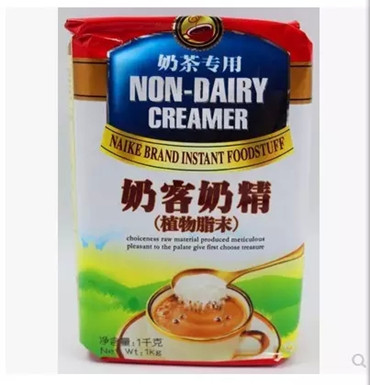 奶茶专用
NON-DAIRY
CREAMER
NAIKE BRAND INSTANT FOODSTUFF
奶客奶精
(植物脂末)
choiceness raw material produced meticulous
pleasant to the palate give first choose treasure
净含量:1千克
Net Wt:1Kg